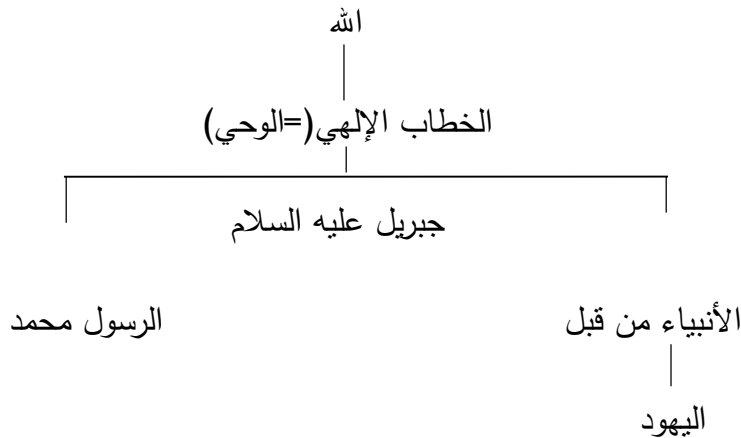 الله
الخطاب الإلهي(=الوحي)
جبريل عليه السلام
الأنبياء من قبل
الرسول محمد
اليهود